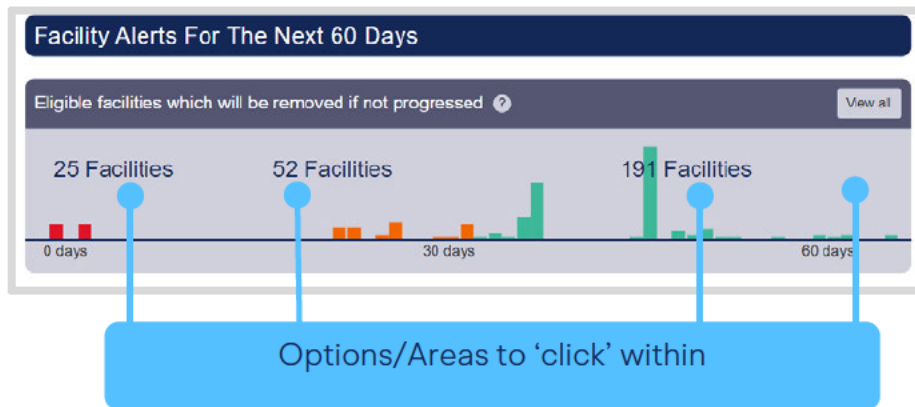 Facility Alerts For The Next 60 Days
Eligible facilities which will be removed if not progressed ?
View all
25 Facilities
52 Facilities
191 Facilities
0 days
30 days
60 days
Options/Areas to ‘click’ within